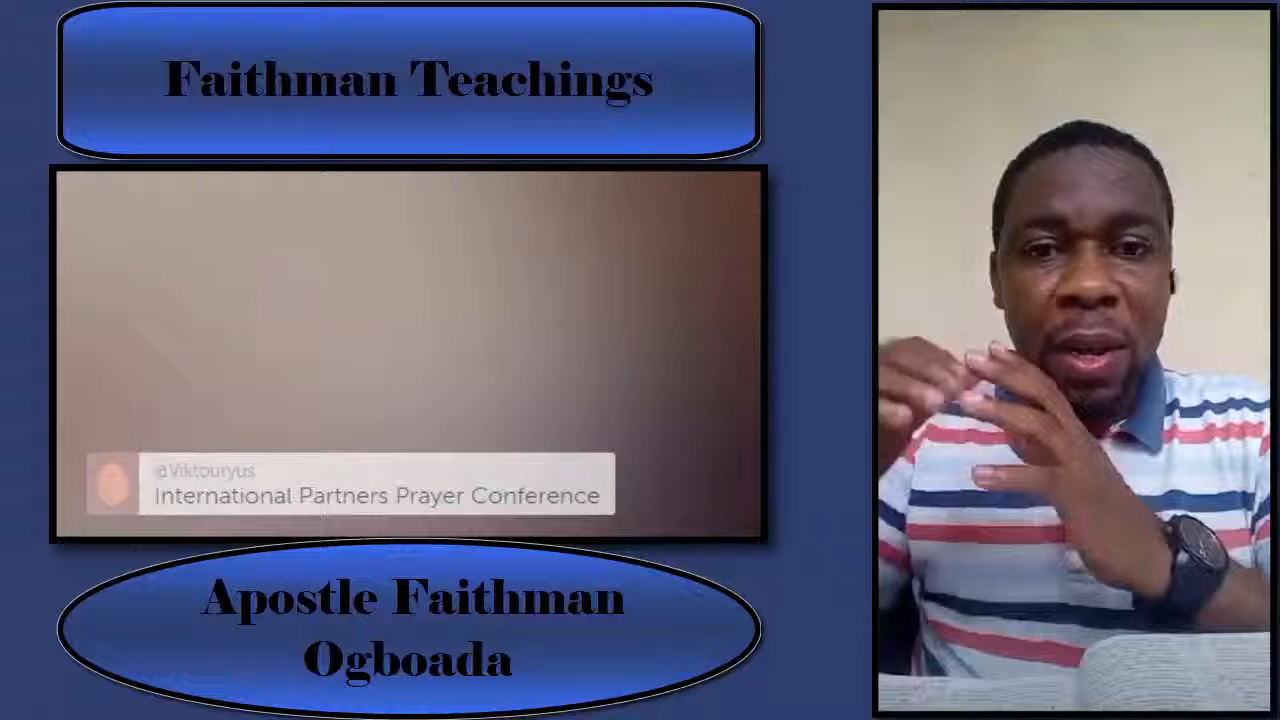 Faithman Teachings
@Viktouryus
International Partners Prayer Conference
Apostle Faithman
Ogboada